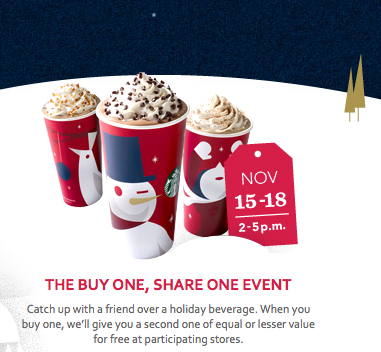 NOV
15-18
2-5p.m.
THE BUY ONE, SHARE ONE EVENT
Catch up with a friend over a holiday beverage. When you
buy one, we'll give you a second one of equal or lesser value
for free at participating stores.